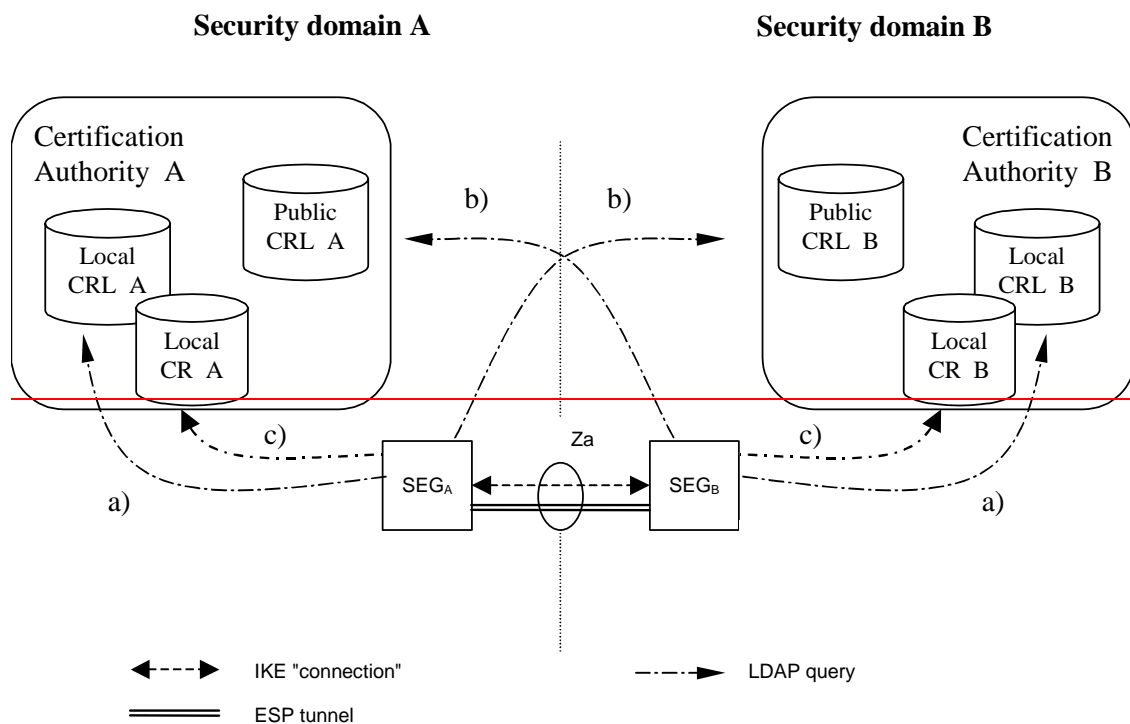 Security domain A
Security domain B
Certification
Authority A
Public
CRL A
Local
CRL A
Local
CR A
b)
b)
Certification
Authority B
Public
CRL B
Local
CRL B
Local
CR B
c)
Za
c)
a)
SEGA
SEGB
a)
IKE "connection"
LDAP query
ESP tunnel